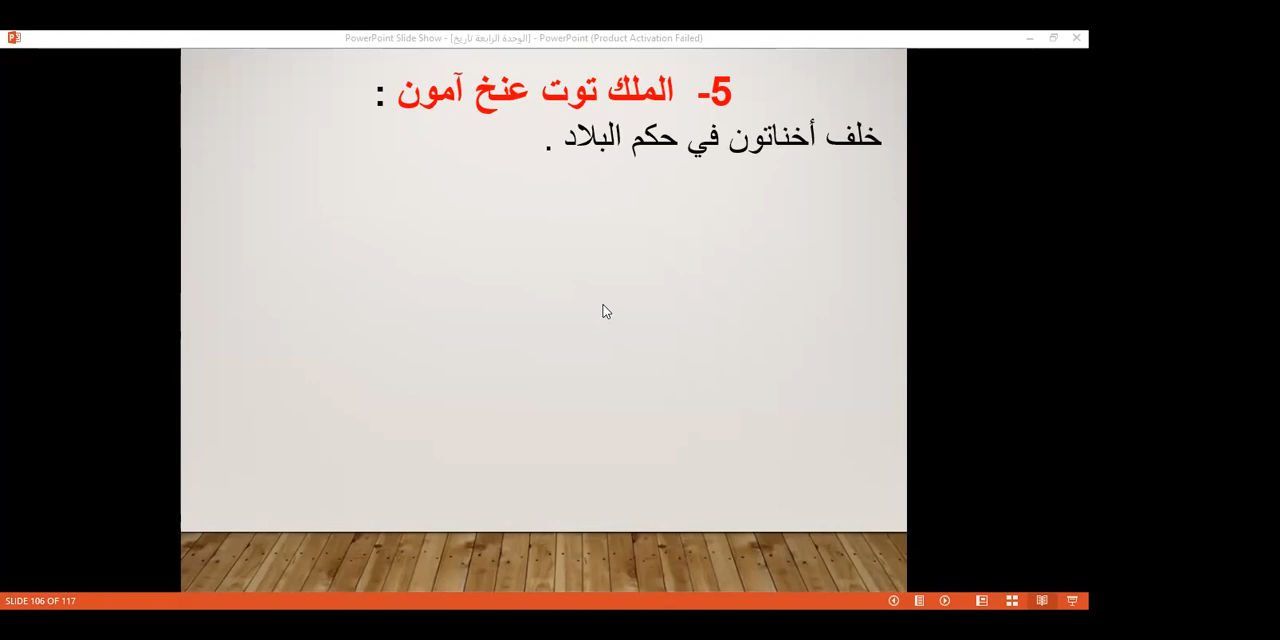 PowerPoint Slide Show - [الوحدة الرابعة تاريخ] - PowerPoint (Product Activation Failed)
5- الملك توت عنخ آمون :
خلف أخناتون في حكم البلاد .
SLIDE 106 OF 117